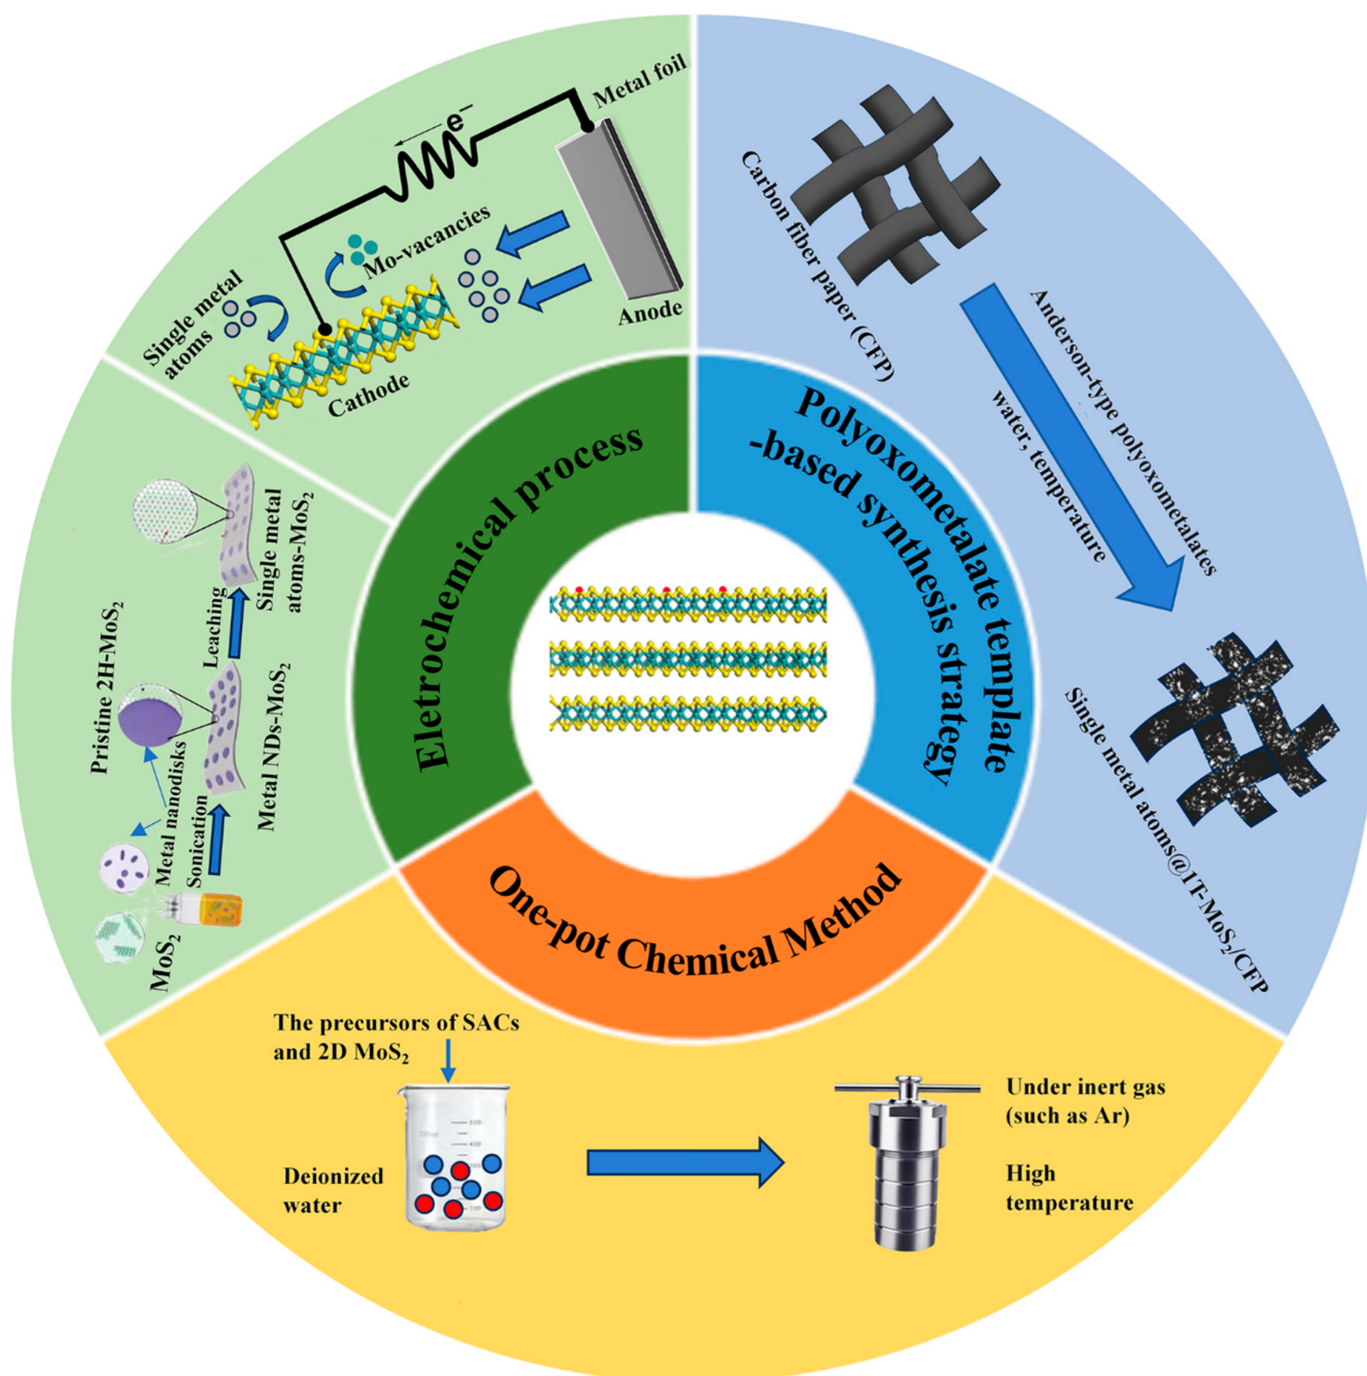 Metal foil
e⁻
Mo-vacancies
Single metal
atoms
Anode
Cathode
Eletrochemical process
Single metal
atoms-MoS₂
Leaching
Pristine 2H-MoS₂
Metal NDs-MoS₂
Metal nanodisks
Sonication
MoS₂
Carbon fiber paper (CFP)
Anderson-type polyoxometalates
water, temperature
Single metal atoms@1T-MoS₂/CFP
Polyoxometalate template
-based synthesis strategy
One-pot Chemical Method
The precursors of SACs
and 2D MoS₂
Deionized
water
Under inert gas
(such as Ar)
High
temperature